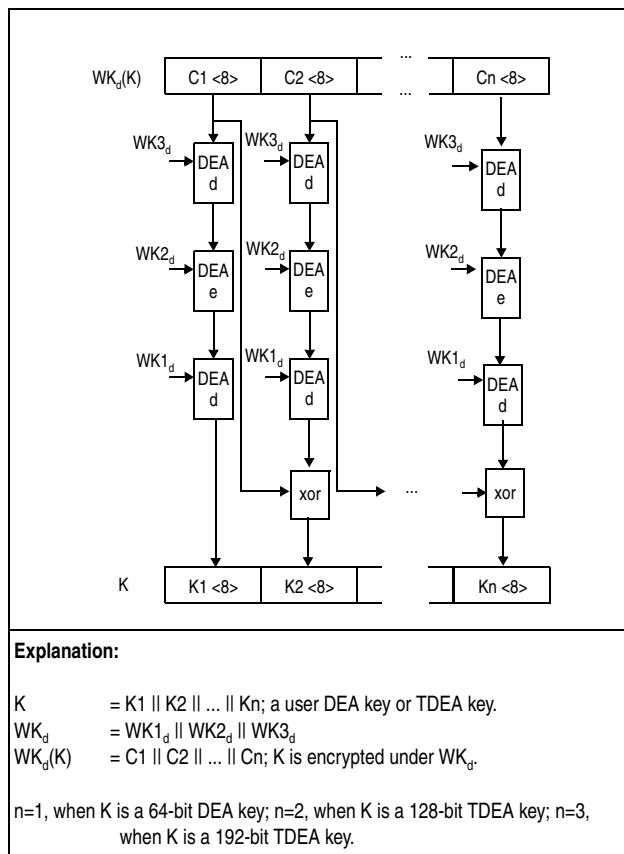 ...
WKd(K) C1 <8> C2 <8> Cn <8>
...
WK3d WK3d WK3d
DEA d DEA d DEA d
WK2d WK2d WK2d
DEA e DEA e DEA e
WK1d WK1d WK1d
DEA d DEA d DEA d
xor ... xor
K K1 <8> K2 <8> Kn <8>
Explanation:
K = K1 || K2 || ... || Kn; a user DEA key or TDEA key.
WKd = WK1d || WK2d || WK3d
WKd(K) = C1 || C2 || ... || Cn; K is encrypted under WKd.
n=1, when K is a 64-bit DEA key; n=2, when K is a 128-bit TDEA key; n=3,
when K is a 192-bit TDEA key.